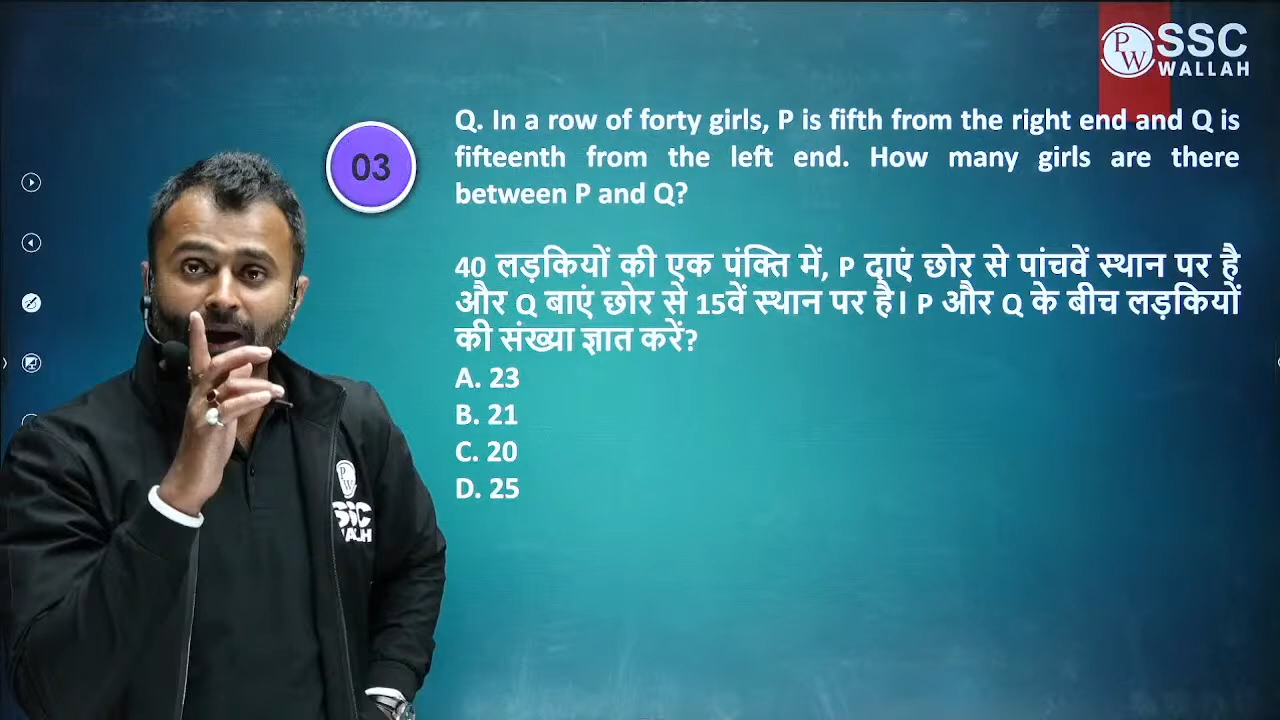 PW SSC
WALLAH
Q. In a row of forty girls, P is fifth from the right end and Q is
03
fifteenth from the left end. How many girls are there
between P and Q?
40 लड़कियों की एक पंक्ति में, P दाएं छोर से पांचवें स्थान पर है
और Q बाएं छोर से 15वें स्थान पर है। P और Q के बीच लड़कियों
की संख्या ज्ञात करें?
A. 23
B. 21
C. 20
D. 25
PW
SSC
WALLAH